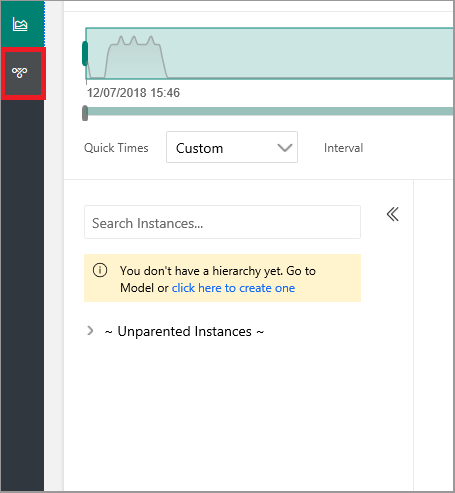 12/07/2018 15:46
Quick Times Custom Interval
Search Instances...
You don't have a hierarchy yet. Go to
Model or click here to create one
~ Unparented Instances ~